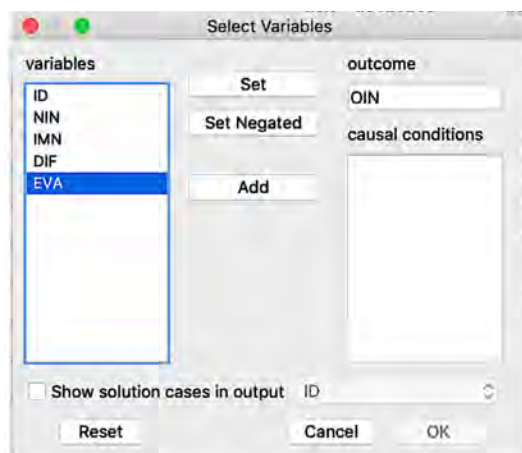 Select Variables
variables
ID
NIN
IMN
DIF
EVA
Set
Set Negated
Add
outcome
OIN
causal conditions
Show solution cases in output ID
Reset Cancel OK